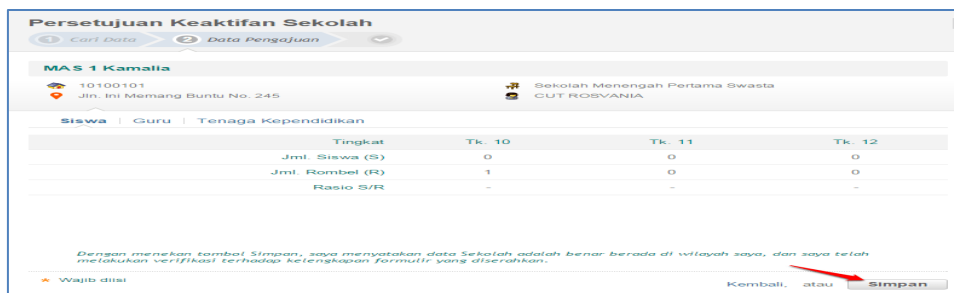 Persetujuan Keaktifan Sekolah
1 Cari Data 2 Data Pengajuan
MAS 1 Kamalia
10100101 Sekolah Menengah Pertama Swasta
Jln. Ini Memang Buntu No. 245 CUT ROSVANIA
Siswa | Guru | Tenaga Kependidikan
Tingkat Tk. 10 Tk. 11 Tk. 12
Jml. Siswa (S) 0 0 0
Jml. Rombel (R) 1 0 0
Rasio S/R - - -
Dengan menekan tombol Simpan, saya menyatakan data Sekolah adalah benar berada di wilayah saya, dan saya telah
melakukan verifikasi terhadap kelengkapan formulir yang diserahkan.
* Wajib diisi Kembali, atau Simpan